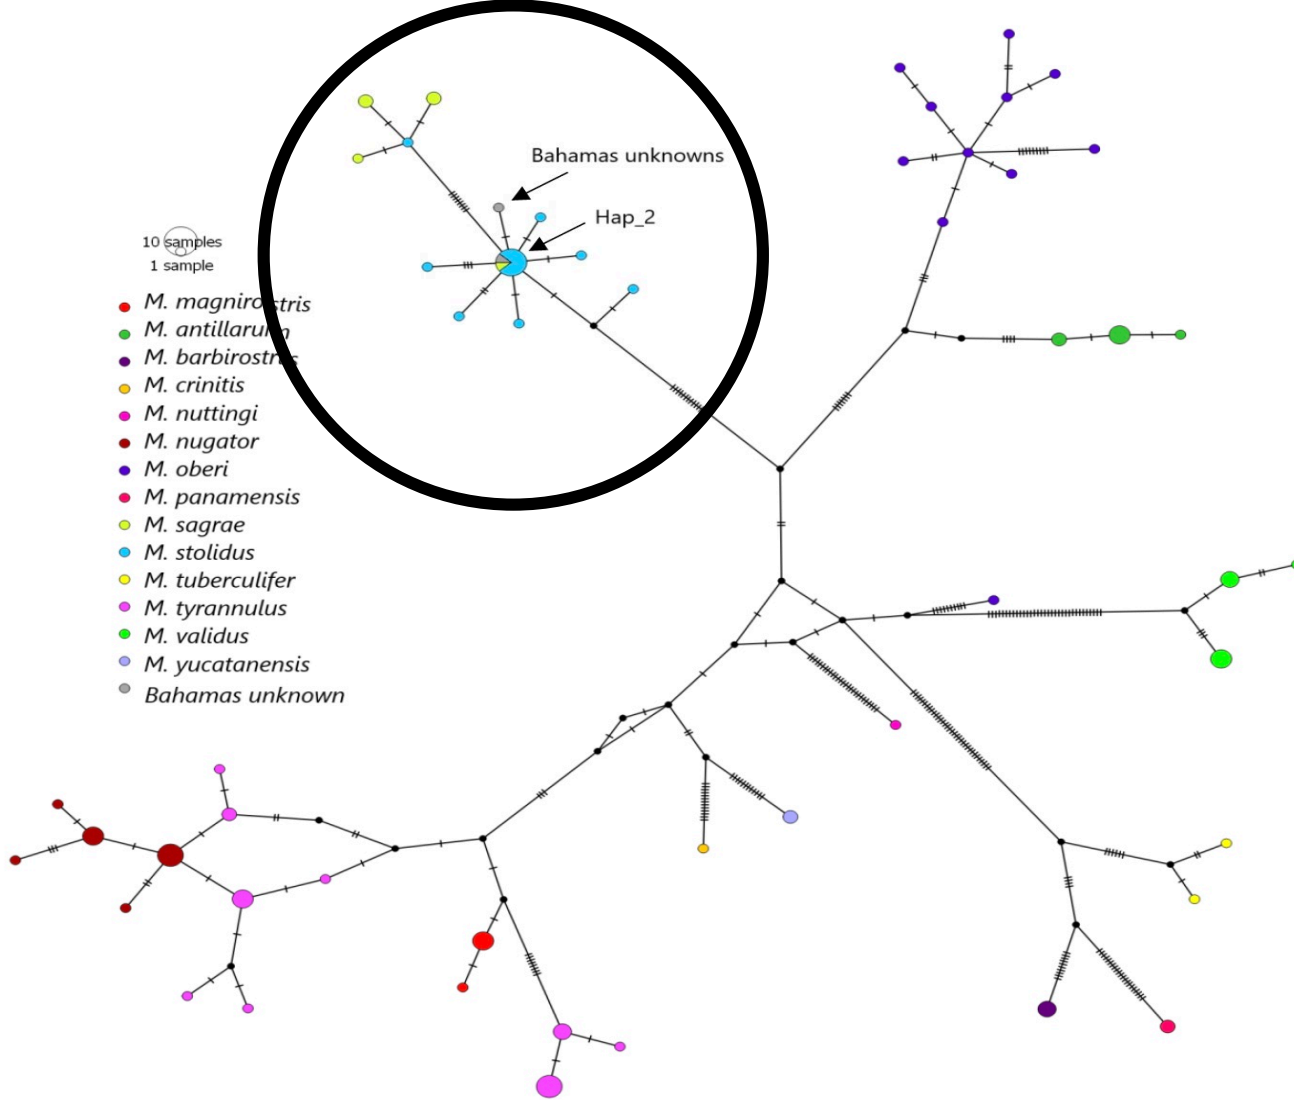 Bahamas unknowns
Hap_2
10 samples
1 sample
M. magnirostris
M. antillarum
M. barbirostris
M. crinitis
M. nuttingi
M. nugator
M. oberi
M. panamensis
M. sagrae
M. stolidus
M. tuberculifer
M. tyrannulus
M. validus
M. yucatanensis
Bahamas unknown